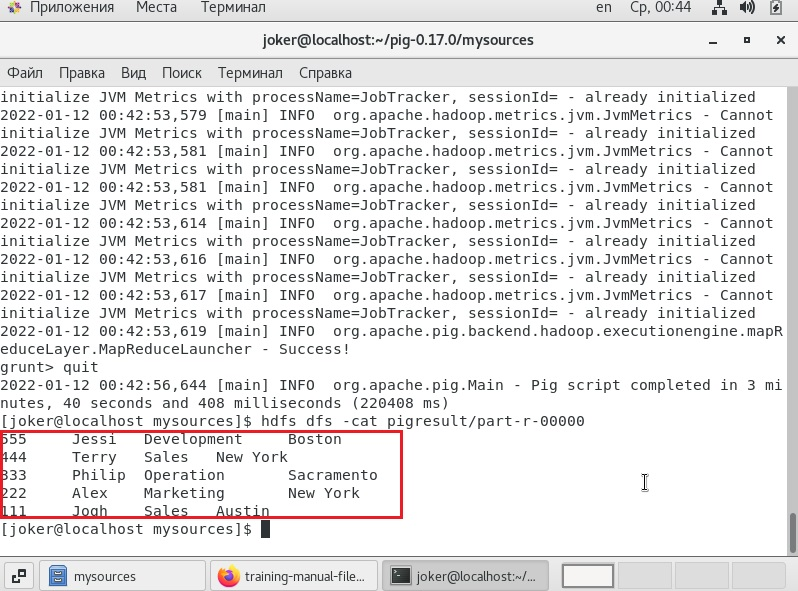 Приложения Места Терминал en Ср, 00:44
joker@localhost:~/pig-0.17.0/mysources
Файл Правка Вид Поиск Терминал Справка
initialize JVM Metrics with processName=JobTracker, sessionId= - already initialized
2022-01-12 00:42:53,579 [main] INFO  org.apache.hadoop.metrics.jvm.JvmMetrics - Cannot
initialize JVM Metrics with processName=JobTracker, sessionId= - already initialized
2022-01-12 00:42:53,581 [main] INFO  org.apache.hadoop.metrics.jvm.JvmMetrics - Cannot
initialize JVM Metrics with processName=JobTracker, sessionId= - already initialized
2022-01-12 00:42:53,581 [main] INFO  org.apache.hadoop.metrics.jvm.JvmMetrics - Cannot
initialize JVM Metrics with processName=JobTracker, sessionId= - already initialized
2022-01-12 00:42:53,614 [main] INFO  org.apache.hadoop.metrics.jvm.JvmMetrics - Cannot
initialize JVM Metrics with processName=JobTracker, sessionId= - already initialized
2022-01-12 00:42:53,616 [main] INFO  org.apache.hadoop.metrics.jvm.JvmMetrics - Cannot
initialize JVM Metrics with processName=JobTracker, sessionId= - already initialized
2022-01-12 00:42:53,617 [main] INFO  org.apache.hadoop.metrics.jvm.JvmMetrics - Cannot
initialize JVM Metrics with processName=JobTracker, sessionId= - already initialized
2022-01-12 00:42:53,619 [main] INFO  org.apache.pig.backend.hadoop.executionengine.mapR
educeLayer.MapReduceLauncher - Success!
grunt> quit
2022-01-12 00:42:56,644 [main] INFO  org.apache.pig.Main - Pig script completed in 3 mi
nutes, 40 seconds and 408 milliseconds (220408 ms)
[joker@localhost mysources]$ hdfs dfs -cat pigresult/part-r-00000
555 Jessi Development Boston
444 Terry Sales New York
333 Philip Operation Sacramento
222 Alex Marketing New York
111 Jogh Sales Austin
[joker@localhost mysources]$
mysources training-manual-file... joker@localhost:~/...